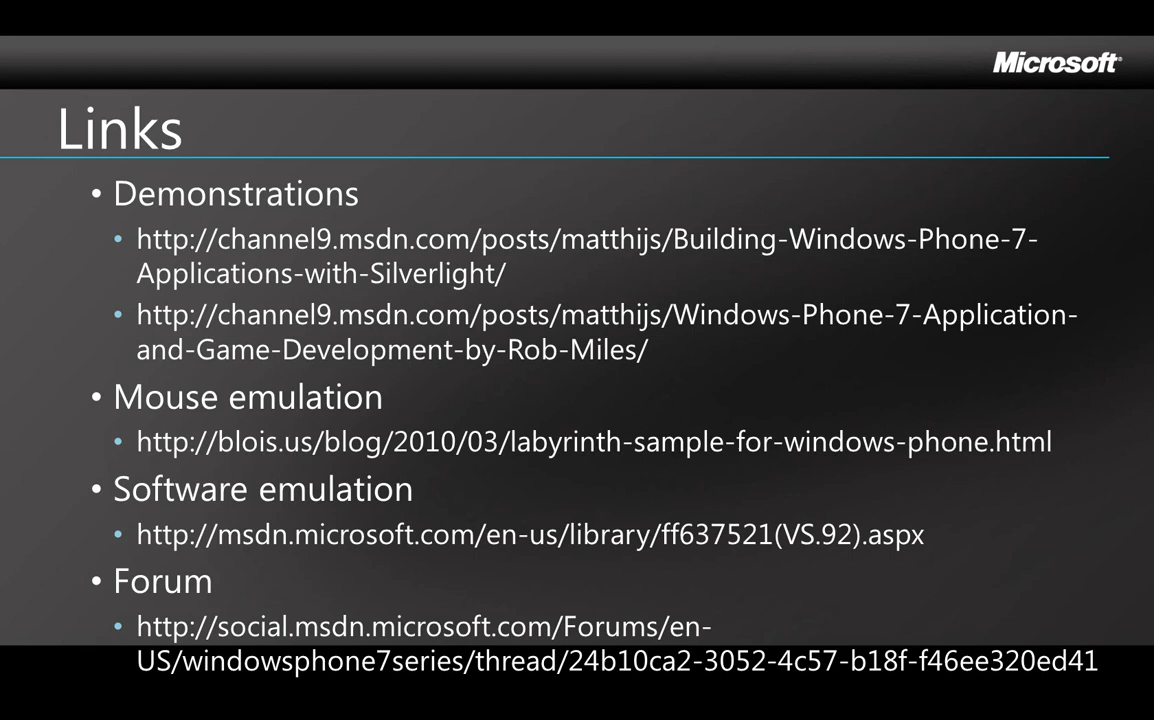 Microsoft®
Links
• Demonstrations
• http://channel9.msdn.com/posts/matthijs/Building-Windows-Phone-7-
Applications-with-Silverlight/
• http://channel9.msdn.com/posts/matthijs/Windows-Phone-7-Application-
and-Game-Development-by-Rob-Miles/
• Mouse emulation
• http://blois.us/blog/2010/03/labyrinth-sample-for-windows-phone.html
• Software emulation
• http://msdn.microsoft.com/en-us/library/ff637521(VS.92).aspx
• Forum
• http://social.msdn.microsoft.com/Forums/en-
US/windowsphone7series/thread/24b10ca2-3052-4c57-b18f-f46ee320ed41